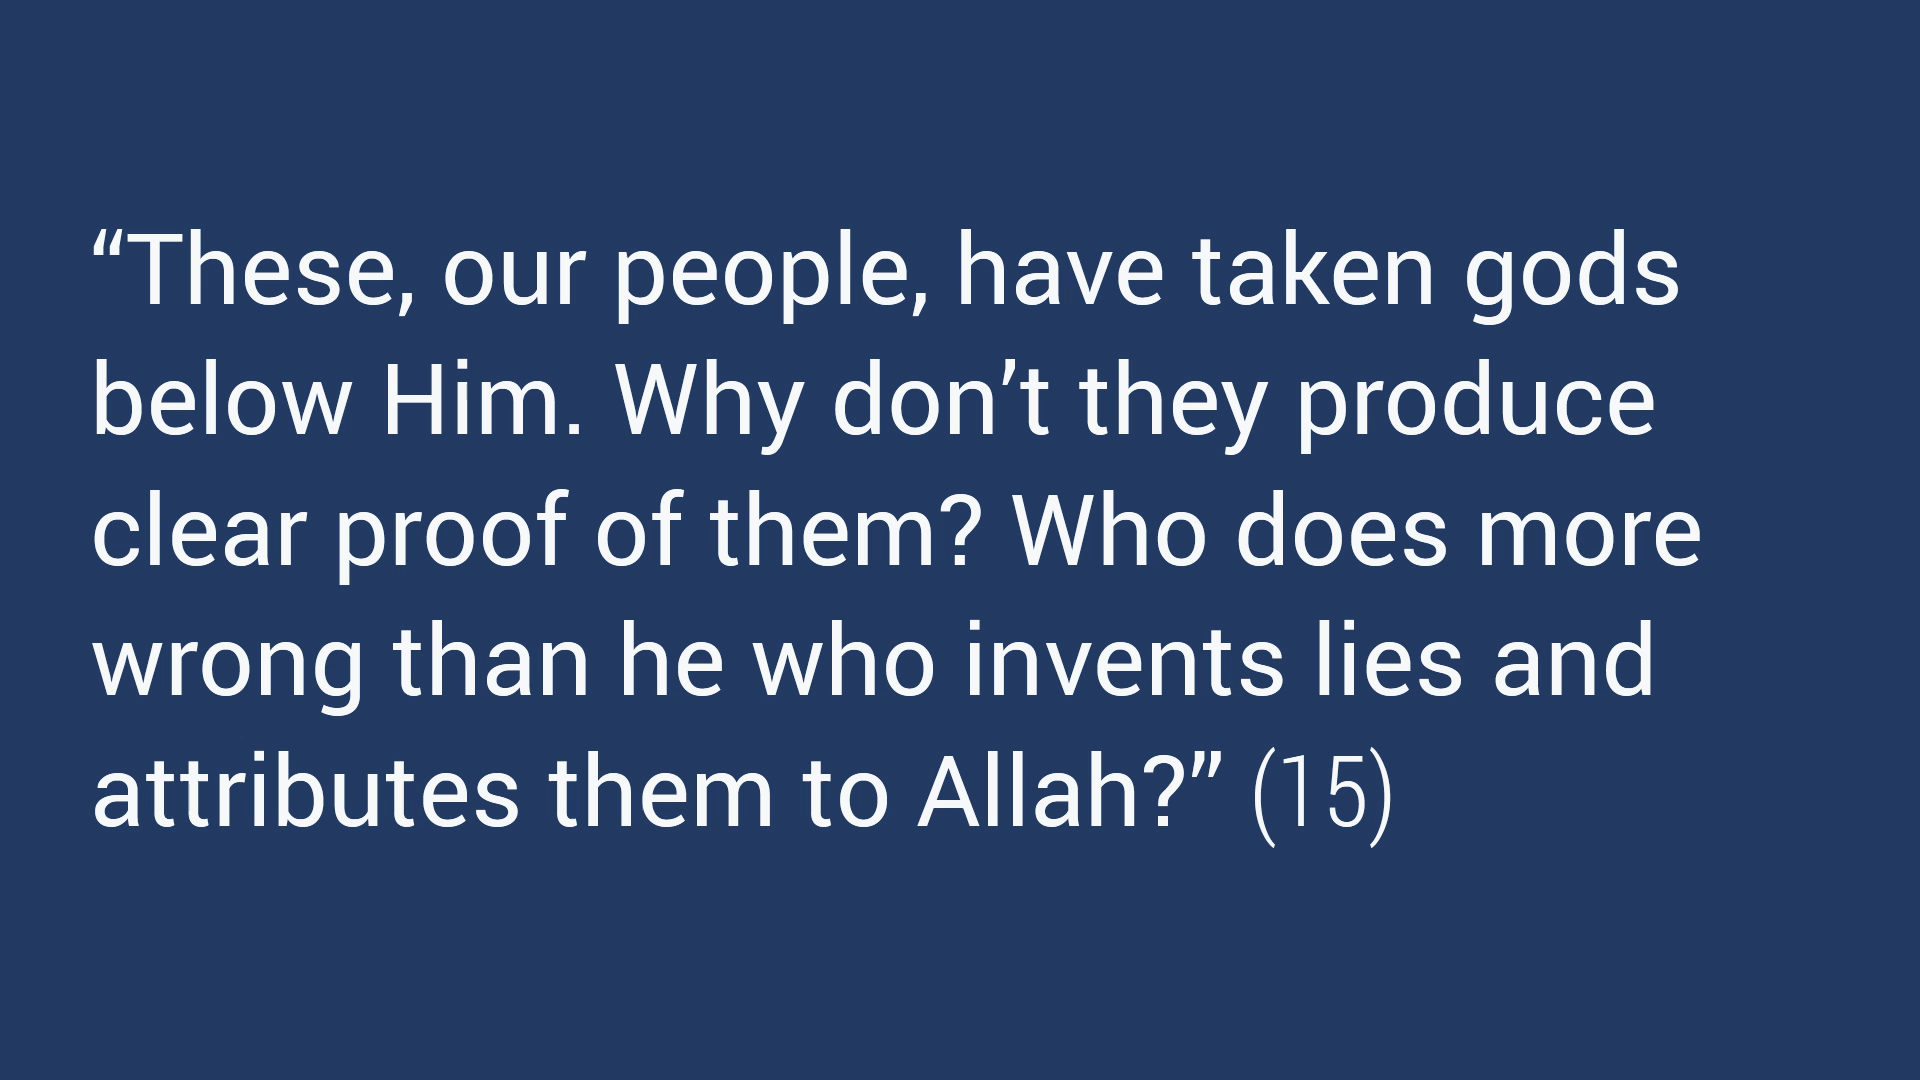 “These, our people, have taken gods
below Him. Why don’t they produce
clear proof of them? Who does more
wrong than he who invents lies and
attributes them to Allah?” (15)